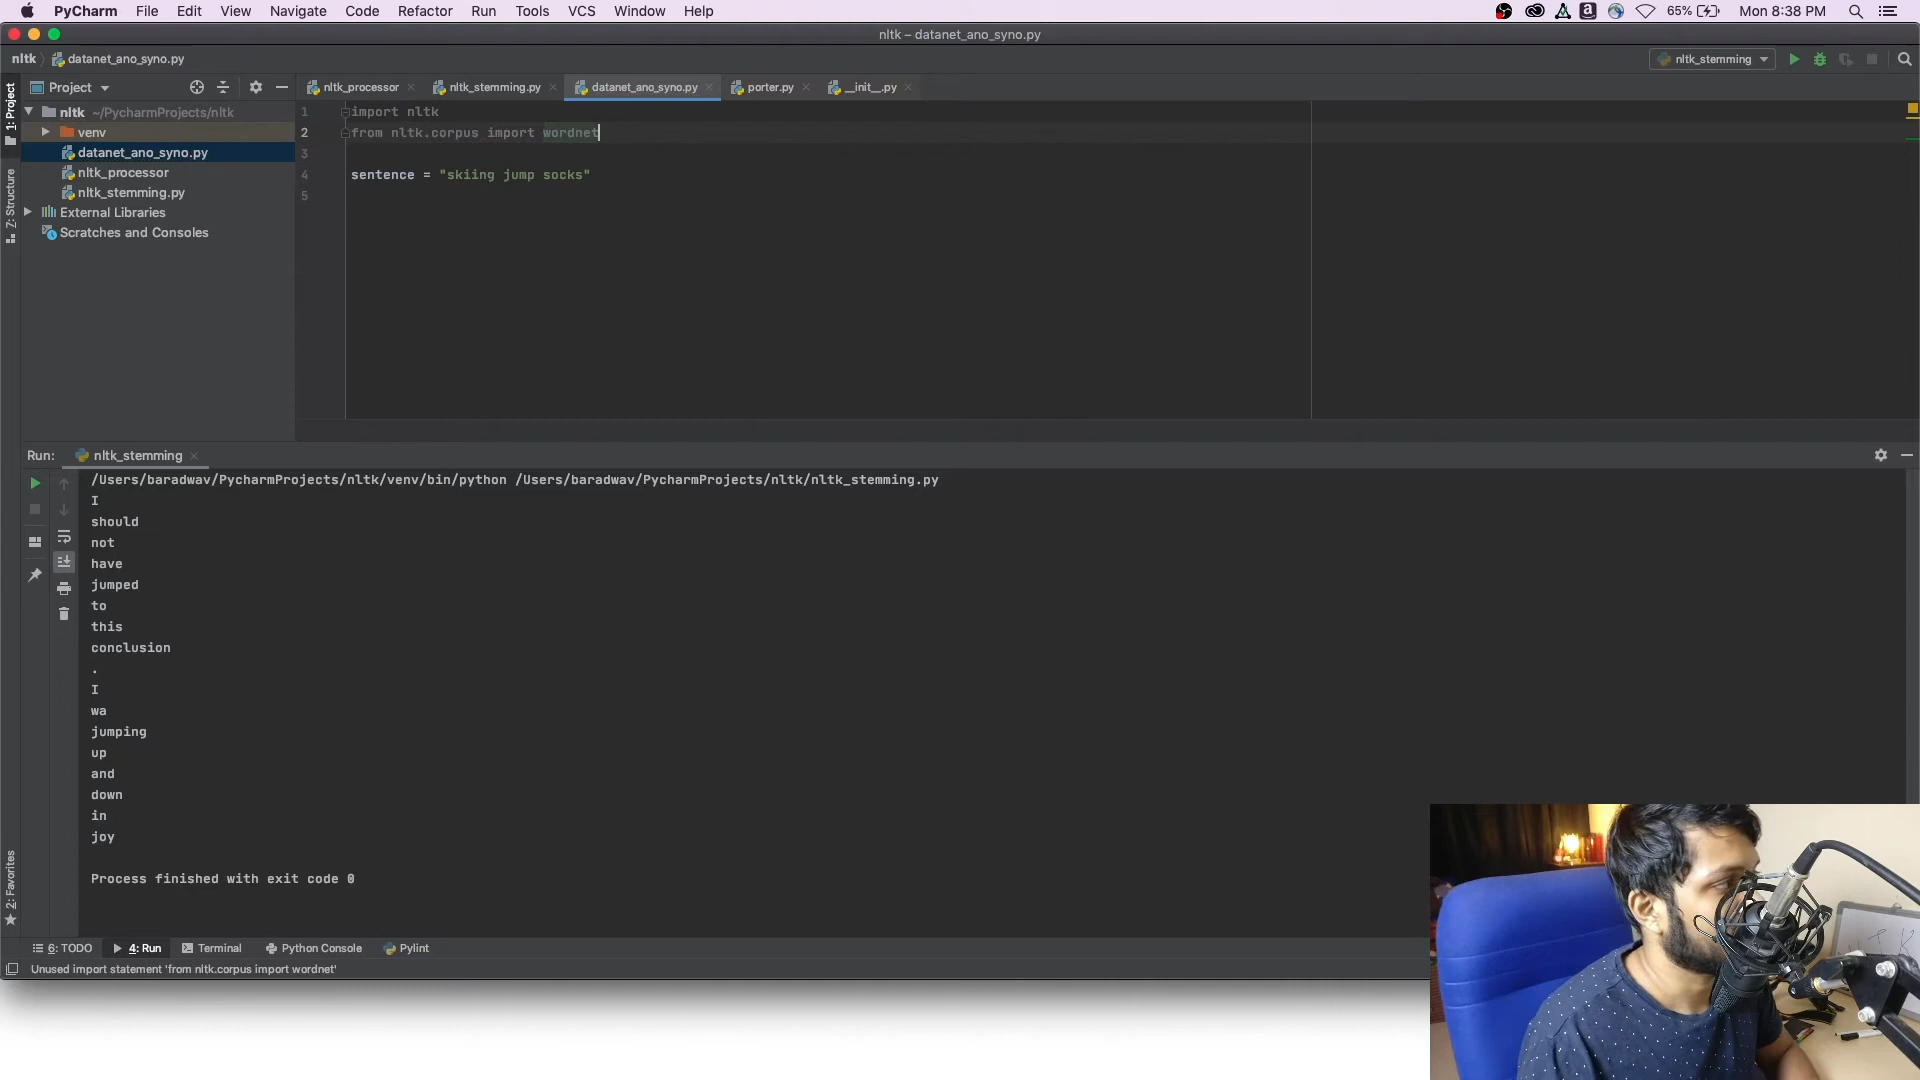 PyCharm File Edit View Navigate Code Refactor Run Tools VCS Window Help 65% Mon 8:38 PM
nltk – datanet_ano_syno.py
nltk datanet_ano_syno.py nltk_stemming
Project nltk_processor nltk_stemming.py datanet_ano_syno.py porter.py __init__.py
1: Project
nltk ~/PycharmProjects/nltk
venv
datanet_ano_syno.py
nltk_processor
nltk_stemming.py
External Libraries
Scratches and Consoles
7: Structure
1 import nltk
2 from nltk.corpus import wordnet
3
4 sentence = "skiing jump socks"
5
Run: nltk_stemming
/Users/baradwav/PycharmProjects/nltk/venv/bin/python /Users/baradwav/PycharmProjects/nltk/nltk_stemming.py
I
should
not
have
jumped
to
this
conclusion
.
I
wa
jumping
up
and
down
in
joy
Process finished with exit code 0
2: Favorites
6: TODO 4: Run Terminal Python Console Pylint
Unused import statement 'from nltk.corpus import wordnet'